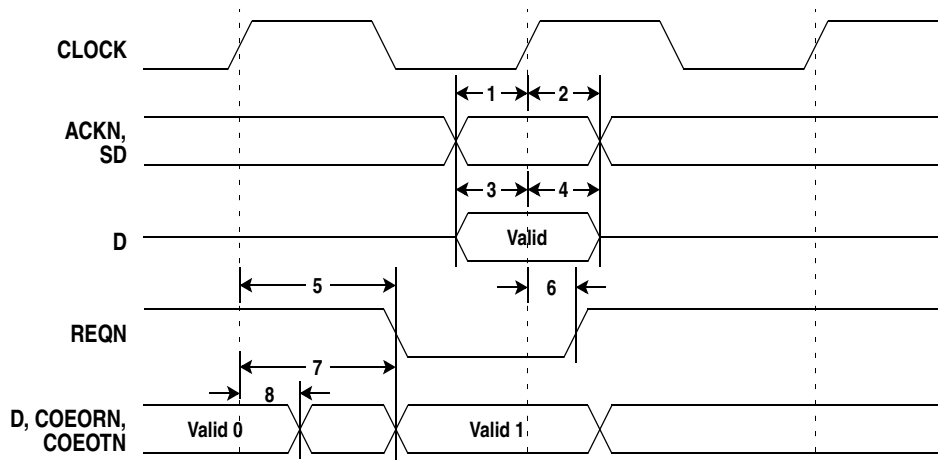 CLOCK
1 2
ACKN,
SD
3 4
D
Valid
5 6
REQN
7
8
D, COEORN,
COEOTN
Valid 0 Valid 1